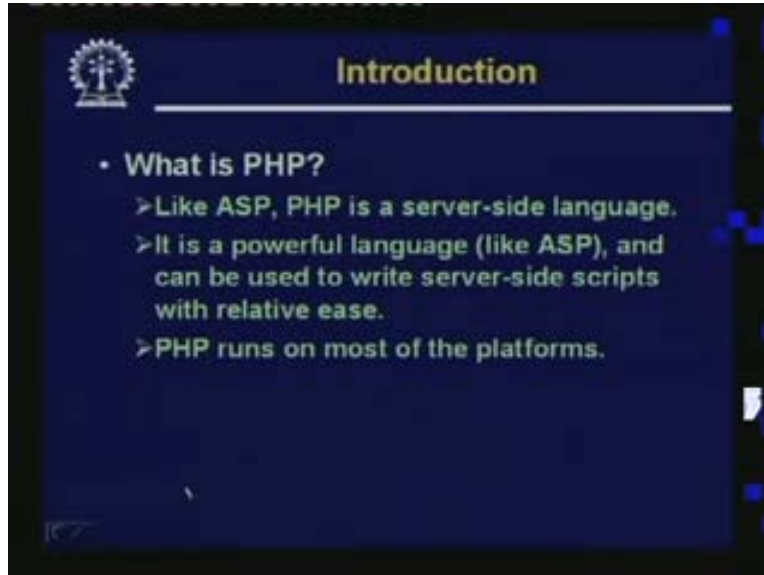 Introduction
• What is PHP?
➢Like ASP, PHP is a server-side language.
➢It is a powerful language (like ASP), and
can be used to write server-side scripts
with relative ease.
➢PHP runs on most of the platforms.